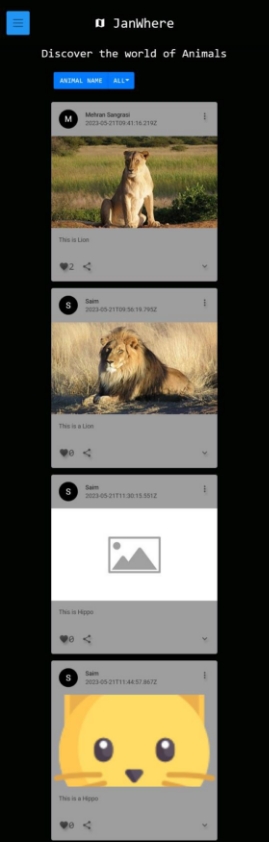 JanWhere
Discover the world of Animals
ANIMAL NAME ALL
M Mehran Sangrasi
2023-05-21T09:41:16.219Z
This is Lion
2
S Saim
2023-05-21T09:56:19.795Z
This is a Lion
0
S Saim
2023-05-21T11:30:15.551Z
This is Hippo
0
S Saim
2023-05-21T11:44:57.867Z
This is a Hippo
0